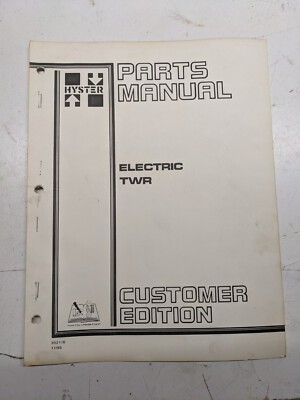 HYSTER
PARTS
MANUAL
ELECTRIC
TWR
CUSTOMER
EDITION